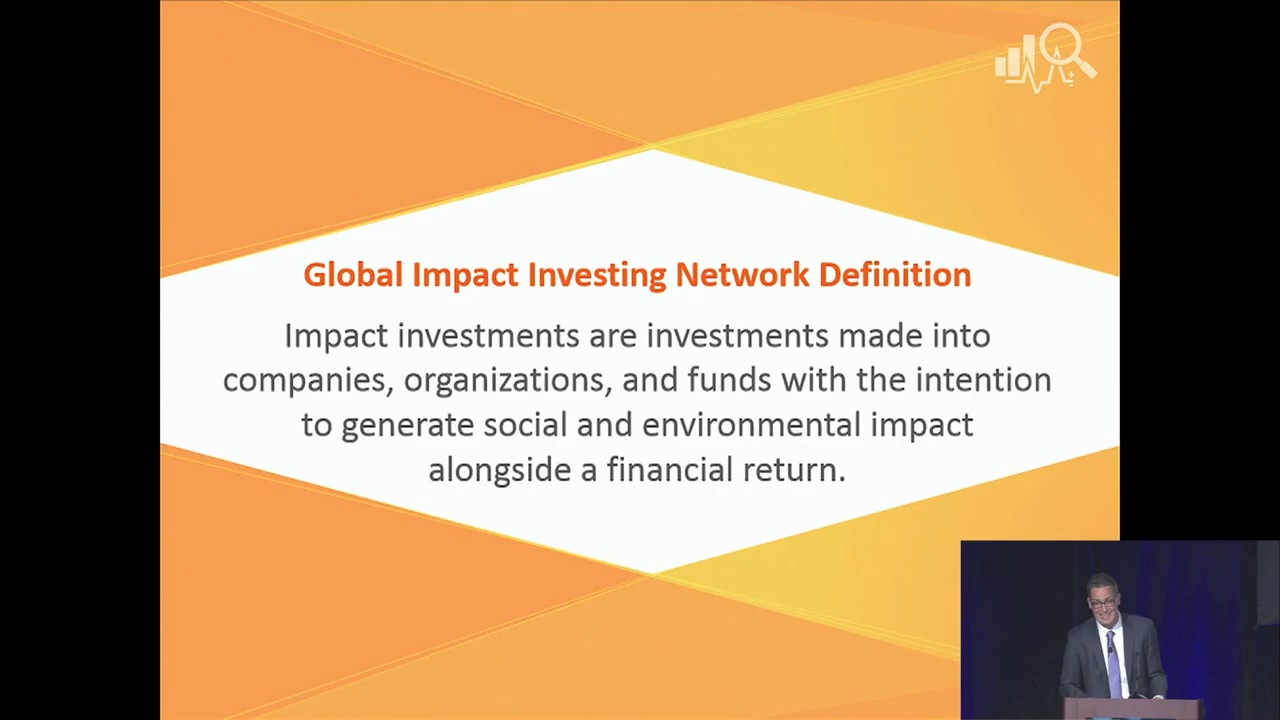 Global Impact Investing Network Definition
Impact investments are investments made into
companies, organizations, and funds with the intention
to generate social and environmental impact
alongside a financial return.